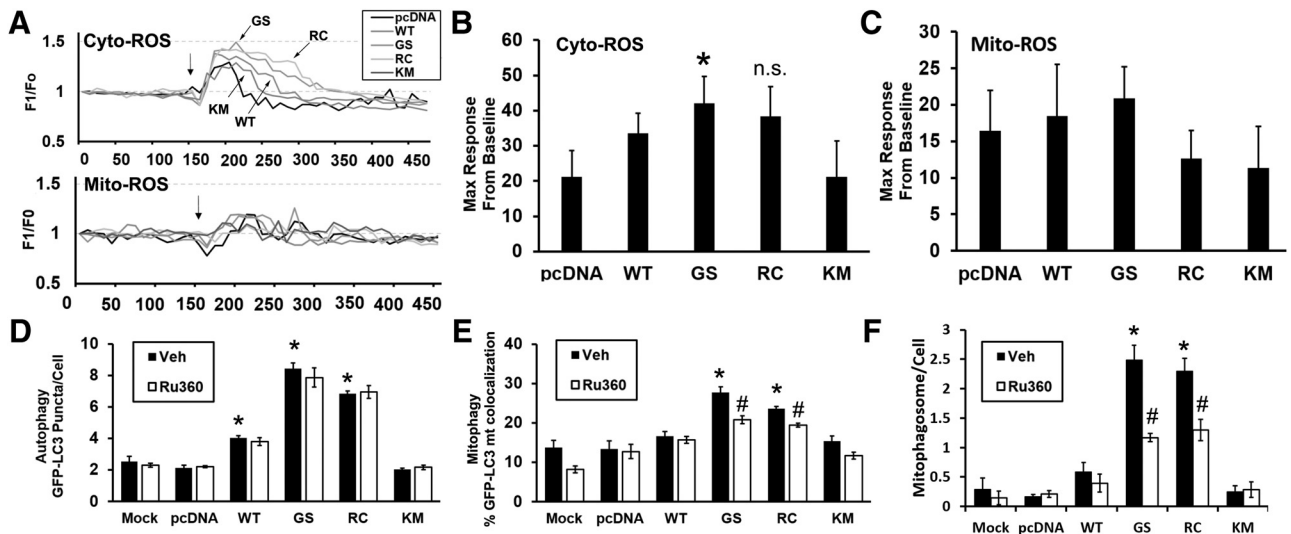 A
Cyto-ROS
GS
RC
KM
WT
pcDNA
WT
GS
RC
KM
F1/Fo
1.5
1
0.5
0 50 100 150 200 250 300 350 400 450
Mito-ROS
F1/F0
1.5
1
0.5
0 50 100 150 200 250 300 350 400 450
B
Cyto-ROS
Max Response
From Baseline
60
50
40
30
20
10
0
*
n.s.
pcDNA WT GS RC KM
C
Mito-ROS
Max Response
From Baseline
30
25
20
15
10
5
0
pcDNA WT GS RC KM
D
Autophagy
GFP-LC3 Puncta/Cell
10
8
6
4
2
0
Veh
Ru360
* * *
Mock pcDNA WT GS RC KM
E
Mitophagy
% GFP-LC3 mt colocalization
40
30
20
10
0
Veh
Ru360
* # * #
Mock pcDNA WT GS RC KM
F
Mitophagosome/Cell
3
2.5
2
1.5
1
0.5
0
Veh
Ru360
* # * #
Mock pcDNA WT GS RC KM